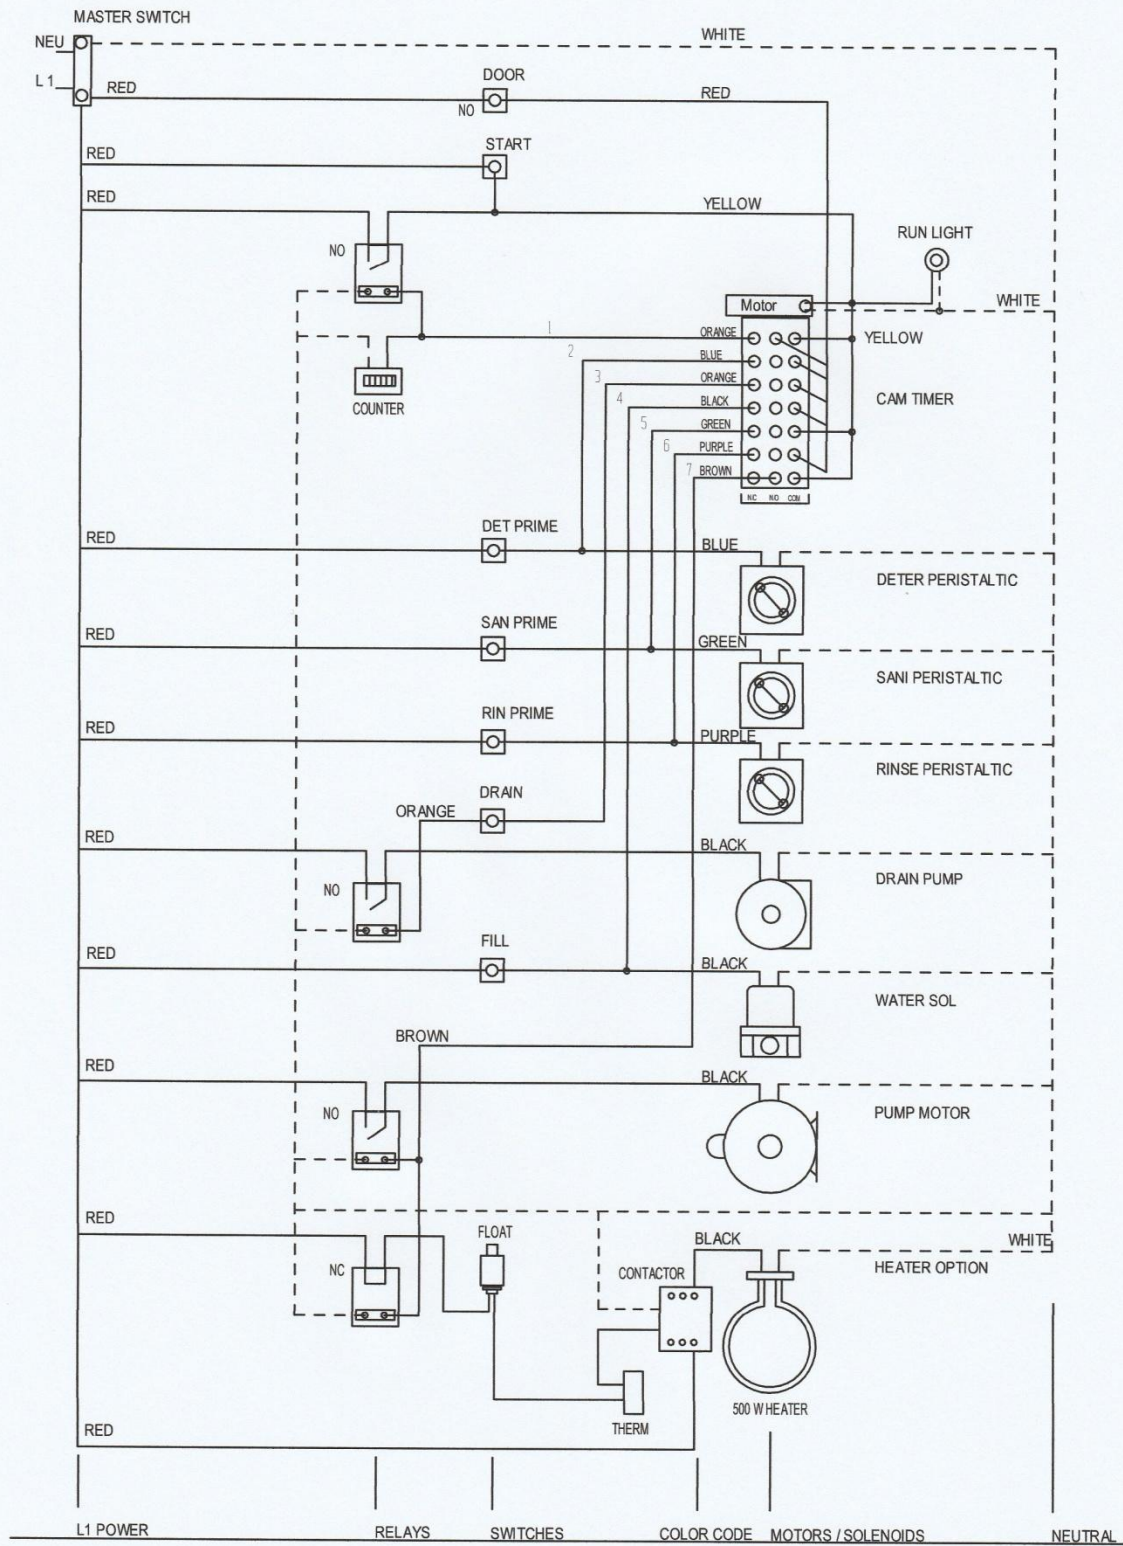 MASTER SWITCH
NEU
WHITE
L 1
RED
DOOR
NO
RED
START
RED
RED
YELLOW
RUN LIGHT
NO
WHITE
Motor
1
ORANGE
YELLOW
2
BLUE
3
ORANGE
CAM TIMER
4
BLACK
COUNTER
5
GREEN
6
PURPLE
7
BROWN
NC NO COM
DET PRIME
RED
BLUE
DETER PERISTALTIC
SAN PRIME
RED
GREEN
SANI PERISTALTIC
RIN PRIME
RED
PURPLE
RINSE PERISTALTIC
DRAIN
ORANGE
RED
BLACK
DRAIN PUMP
NO
FILL
RED
BLACK
WATER SOL
BROWN
RED
BLACK
NO
PUMP MOTOR
RED
FLOAT
BLACK
WHITE
NC
CONTACTOR
HEATER OPTION
500 W HEATER
THERM
RED
L1 POWER
RELAYS
SWITCHES
COLOR CODE
MOTORS / SOLENOIDS
NEUTRAL